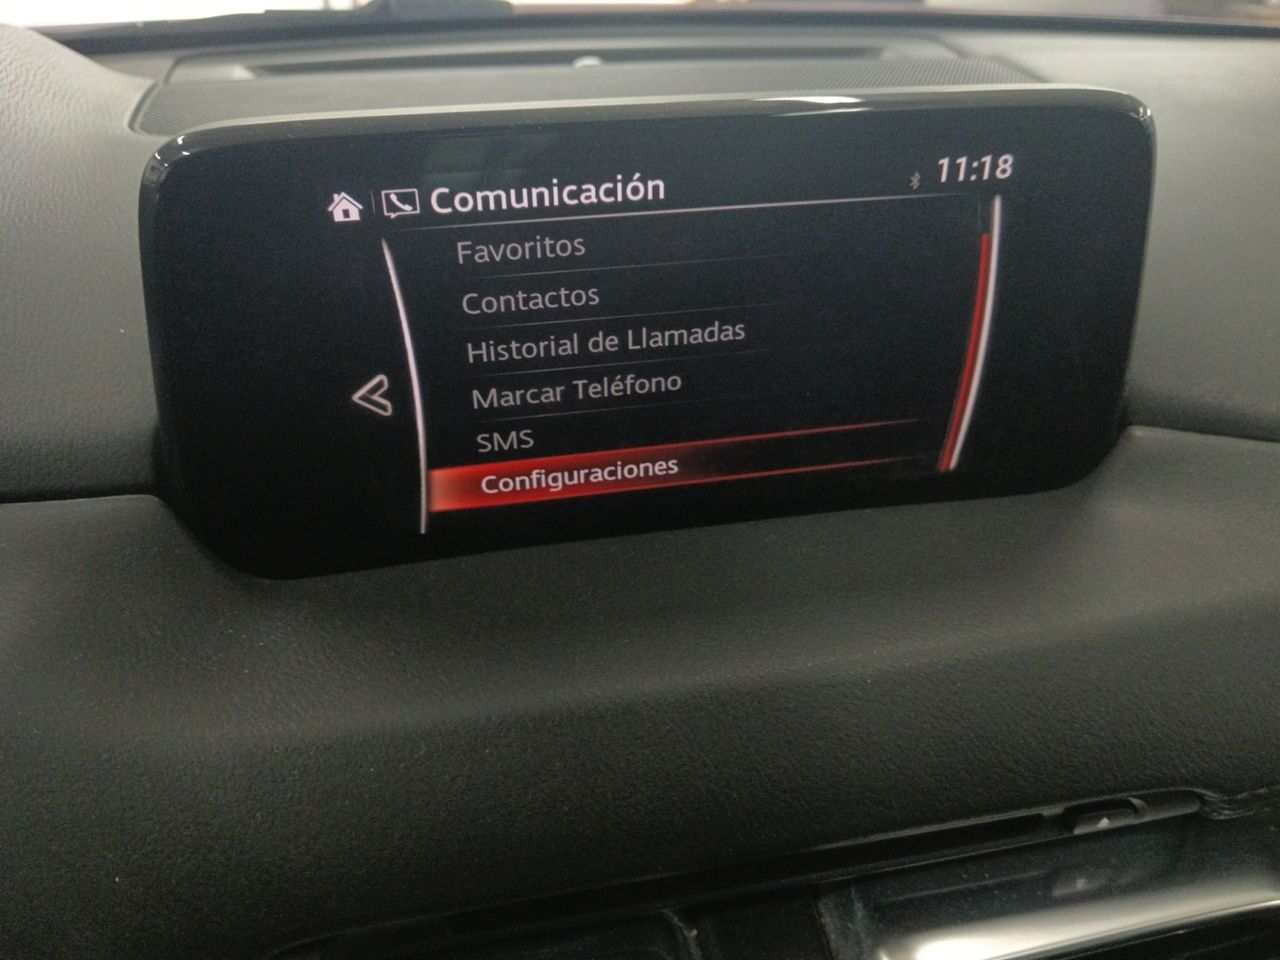 Comunicación
11:18
Favoritos
Contactos
Historial de Llamadas
Marcar Teléfono
SMS
Configuraciones